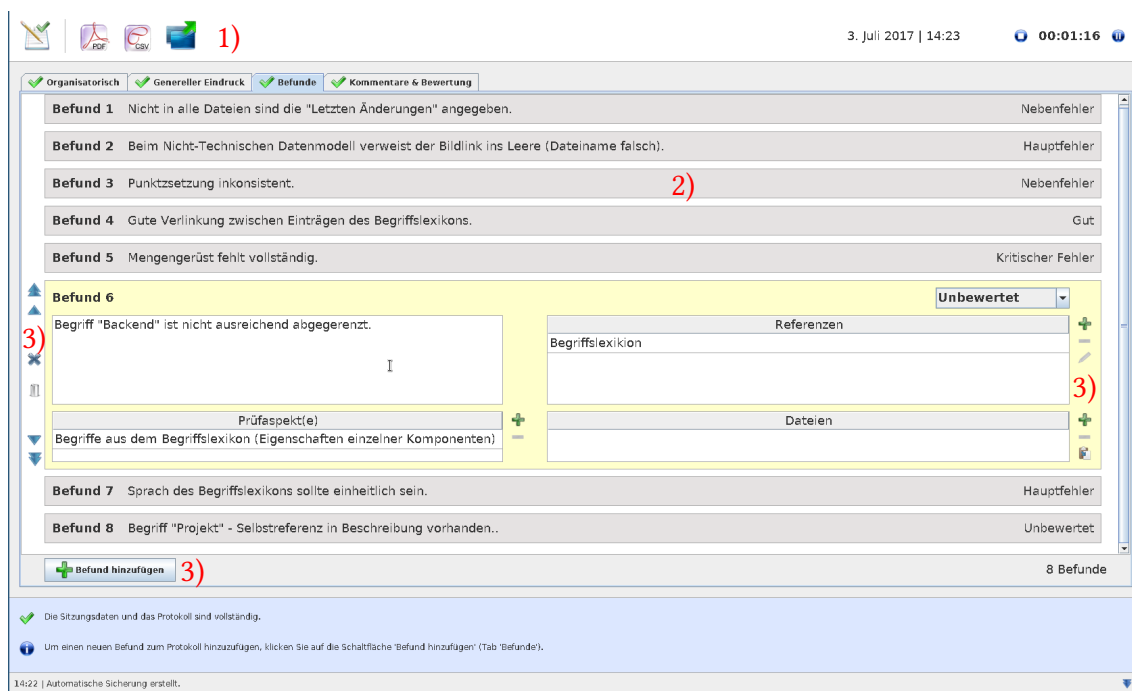 PDF CSV 1) 3. Juli 2017 | 14:23 00:01:16
Organisatorisch Genereller Eindruck Befunde Kommentare & Bewertung
Befund 1 Nicht in alle Dateien sind die "Letzten Änderungen" angegeben. Nebenfehler
Befund 2 Beim Nicht-Technischen Datenmodell verweist der Bildlink ins Leere (Dateiname falsch). Hauptfehler
Befund 3 Punktzsetzung inkonsistent. 2) Nebenfehler
Befund 4 Gute Verlinkung zwischen Einträgen des Begriffslexikons. Gut
Befund 5 Mengengerüst fehlt vollständig. Kritischer Fehler
Befund 6 Unbewertet
Begriff "Backend" ist nicht ausreichend abgegerenzt. Referenzen
3) Begriffslexikion
3)
Prüfaspekt(e) Dateien
Begriffe aus dem Begriffslexikon (Eigenschaften einzelner Komponenten)
Befund 7 Sprach des Begriffslexikons sollte einheitlich sein. Hauptfehler
Befund 8 Begriff "Projekt" - Selbstreferenz in Beschreibung vorhanden.. Unbewertet
Befund hinzufügen 3) 8 Befunde
Die Sitzungsdaten und das Protokoll sind vollständig.
Um einen neuen Befund zum Protokoll hinzuzufügen, klicken Sie auf die Schaltfläche 'Befund hinzufügen' (Tab 'Befunde').
14:22 | Automatische Sicherung erstellt.